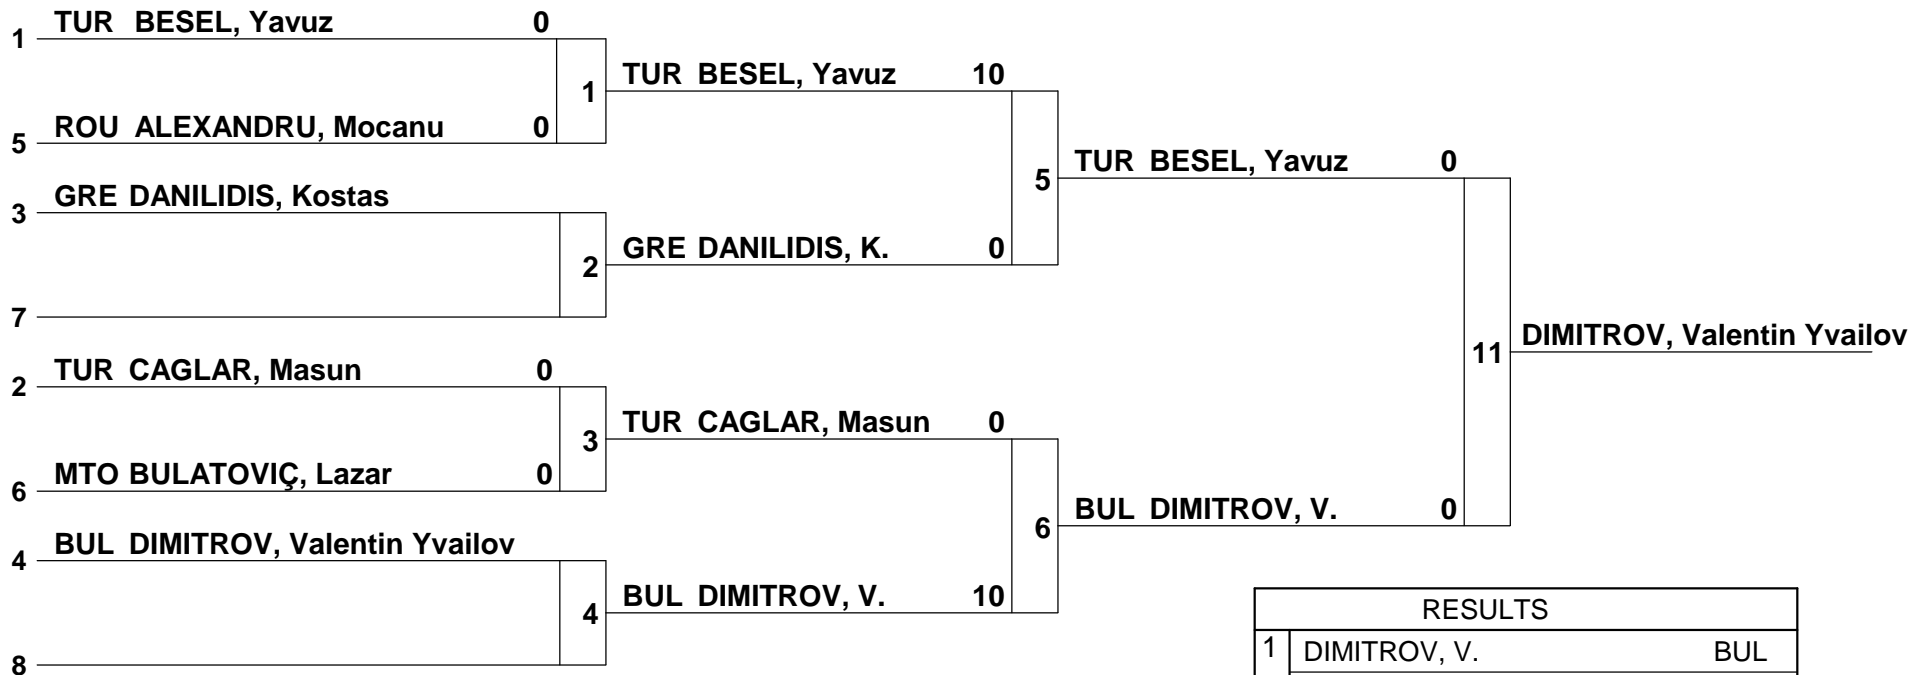 1 TUR BESEL, Yavuz 0
1 TUR BESEL, Yavuz 10
5 ROU ALEXANDRU, Mocanu 0
5 TUR BESEL, Yavuz 0
3 GRE DANILIDIS, Kostas
2 GRE DANILIDIS, K. 0
7
11 DIMITROV, Valentin Yvailov
2 TUR CAGLAR, Masun 0
3 TUR CAGLAR, Masun 0
6 MTO BULATOVIÇ, Lazar 0
6 BUL DIMITROV, V. 0
4 BUL DIMITROV, Valentin Yvailov
4 BUL DIMITROV, V. 10
8
RESULTS
1 DIMITROV, V. BUL